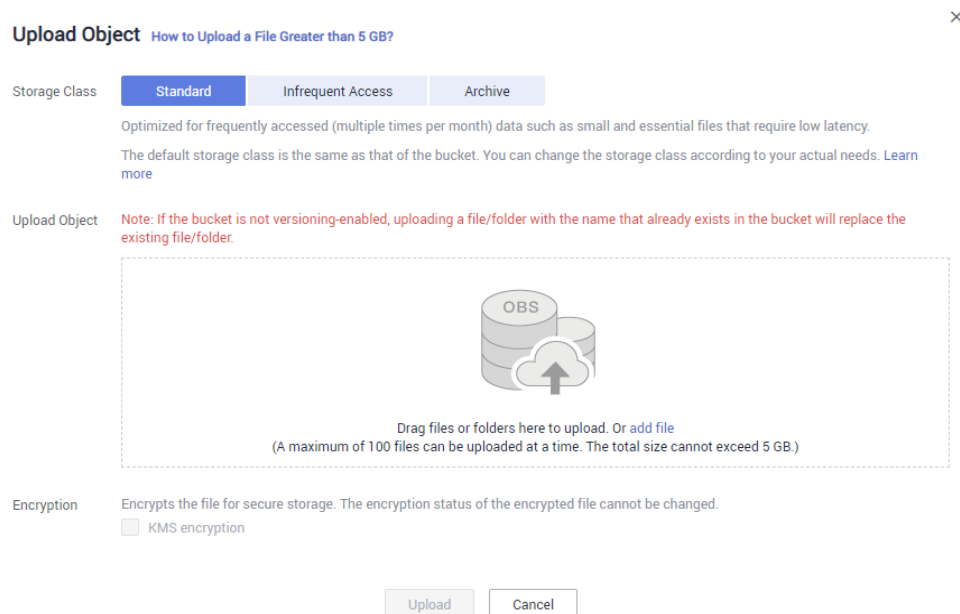 Upload Object How to Upload a File Greater than 5 GB?
Storage Class Standard Infrequent Access Archive
Optimized for frequently accessed (multiple times per month) data such as small and essential files that require low latency.
The default storage class is the same as that of the bucket. You can change the storage class according to your actual needs. Learn
more
Upload Object Note: If the bucket is not versioning-enabled, uploading a file/folder with the name that already exists in the bucket will replace the
existing file/folder.
OBS
Drag files or folders here to upload. Or add file
(A maximum of 100 files can be uploaded at a time. The total size cannot exceed 5 GB.)
Encryption Encrypts the file for secure storage. The encryption status of the encrypted file cannot be changed.
KMS encryption
Upload Cancel